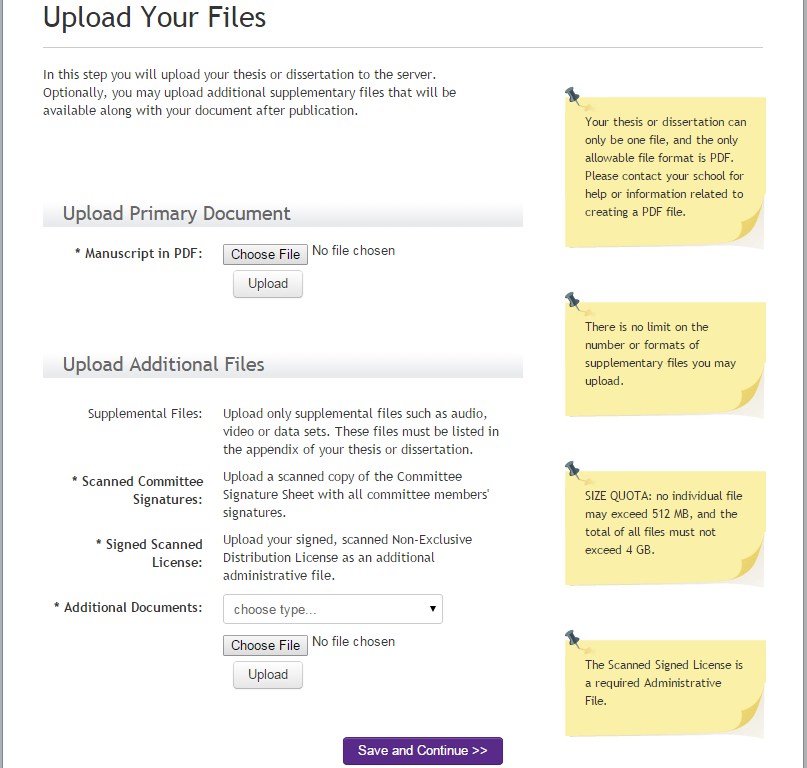 Upload Your Files
In this step you will upload your thesis or dissertation to the server.
Optionally, you may upload additional supplementary files that will be
available along with your document after publication.
Upload Primary Document
* Manuscript in PDF:
Choose File No file chosen
Upload
Upload Additional Files
Supplemental Files:
Upload only supplemental files such as audio,
video or data sets. These files must be listed in
the appendix of your thesis or dissertation.
* Scanned Committee
Signatures:
Upload a scanned copy of the Committee
Signature Sheet with all committee members'
signatures.
* Signed Scanned
License:
Upload your signed, scanned Non-Exclusive
Distribution License as an additional
administrative file.
* Additional Documents:
choose type...
Choose File No file chosen
Upload
Save and Continue >>
Your thesis or dissertation can
only be one file, and the only
allowable file format is PDF.
Please contact your school for
help or information related to
creating a PDF file.
There is no limit on the
number or formats of
supplementary files you may
upload.
SIZE QUOTA: no individual file
may exceed 512 MB, and the
total of all files must not
exceed 4 GB.
The Scanned Signed License is
a required Administrative
File.